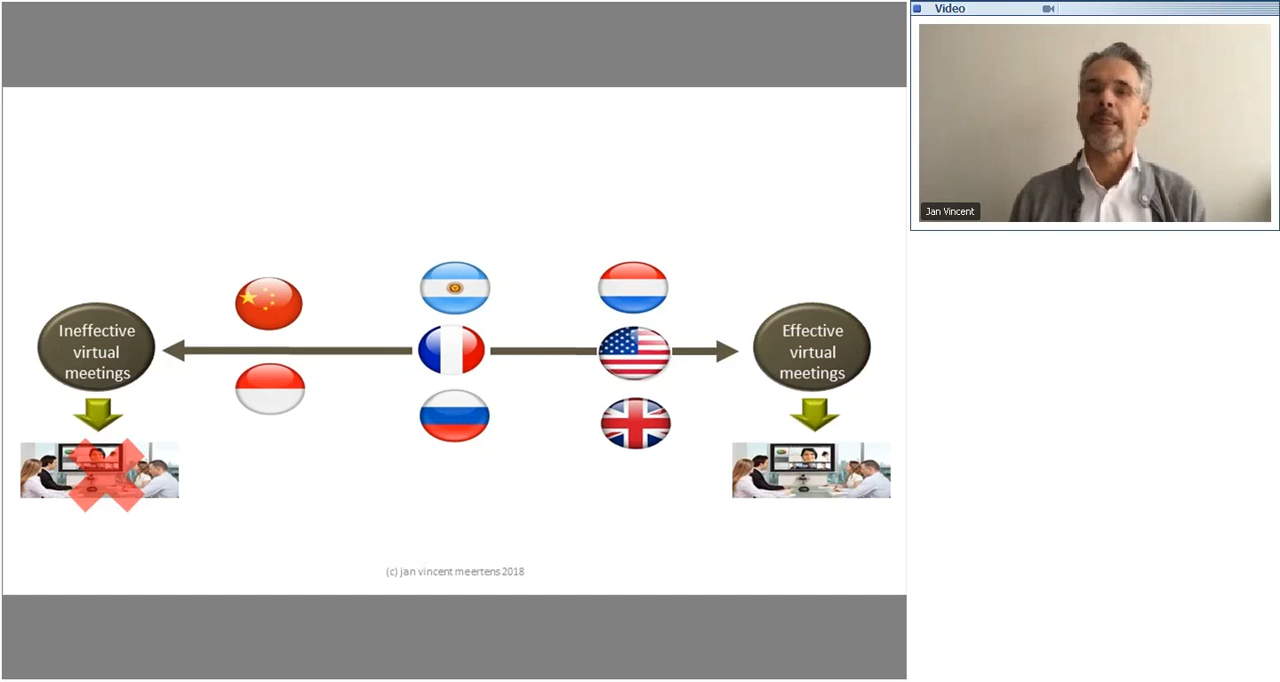 Video
Jan Vincent
Ineffective
virtual
meetings
Effective
virtual
meetings
(c) jan vincent meertens 2018